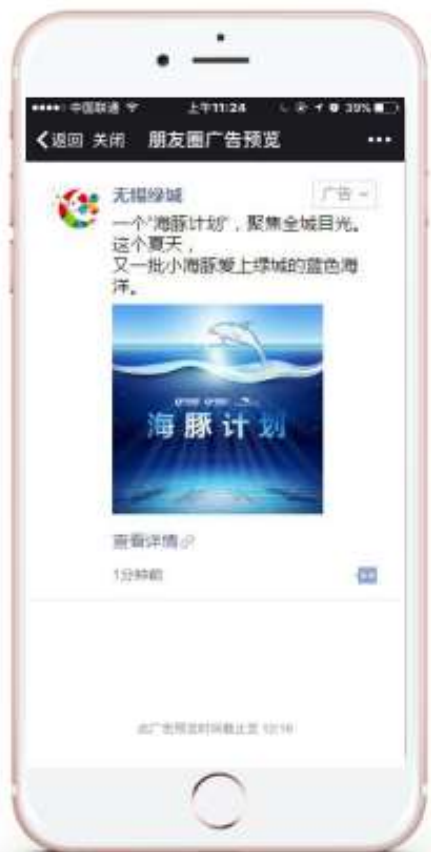 中国联通
上午11:24
39%
返回 关闭 朋友圈广告预览
无锡绿城
广告
一个“海豚计划”，聚焦全城目光。
这个夏天，
又一批小海豚爱上绿城的蓝色海
洋。
海豚计划
查看详情
1分钟前